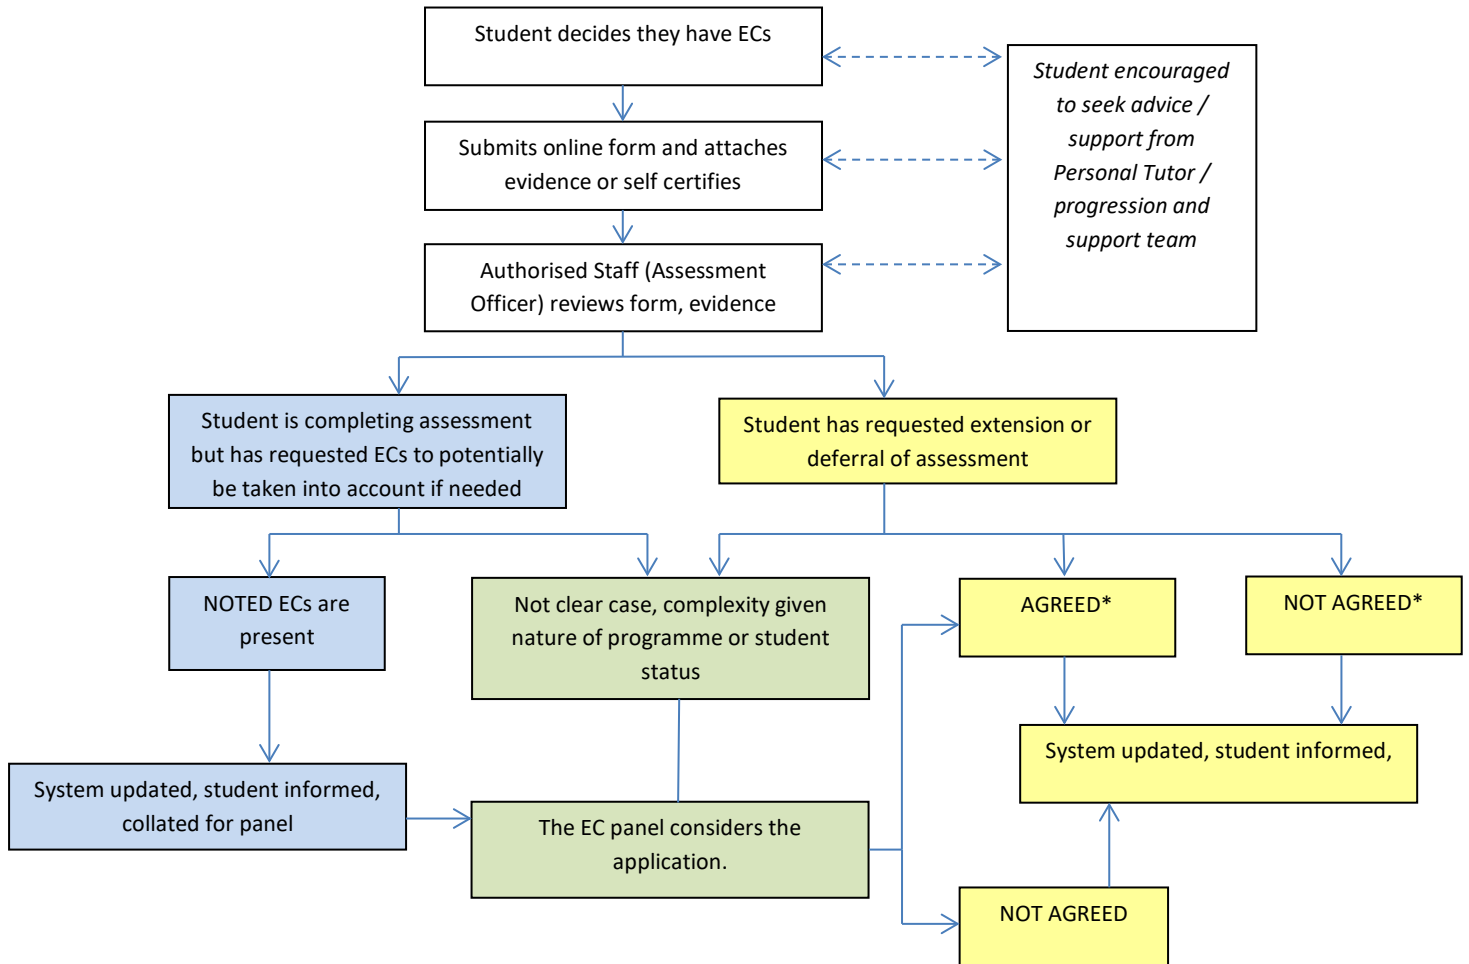 Student decides they have ECs
Student encouraged
to seek advice /
support from
Personal Tutor /
progression and
support team
Submits online form and attaches
evidence or self certifies
Authorised Staff (Assessment
Officer) reviews form, evidence
Student is completing assessment
but has requested ECs to potentially
be taken into account if needed
Student has requested extension or
deferral of assessment
NOTED ECs are
present
Not clear case, complexity given
nature of programme or student
status
AGREED*
NOT AGREED*
System updated, student informed,
collated for panel
The EC panel considers the
application.
System updated, student informed,
NOT AGREED